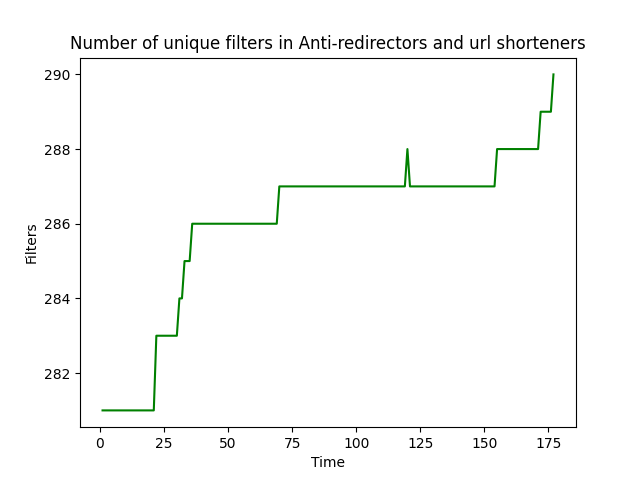 Number of unique filters in Anti-redirectors and url shorteners
290
288
286
284
282
Filters
0 25 50 75 100 125 150 175
Time